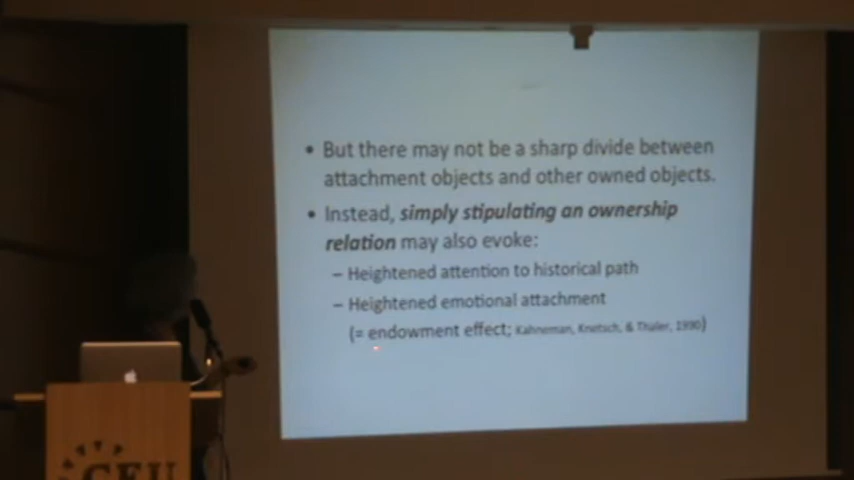 • But there may not be a sharp divide between
attachment objects and other owned objects.
• Instead, simply stipulating an ownership
relation may also evoke:
– Heightened attention to historical path
– Heightened emotional attachment
(= endowment effect; Kahneman, Knetsch, & Thaler, 1990)
CEU